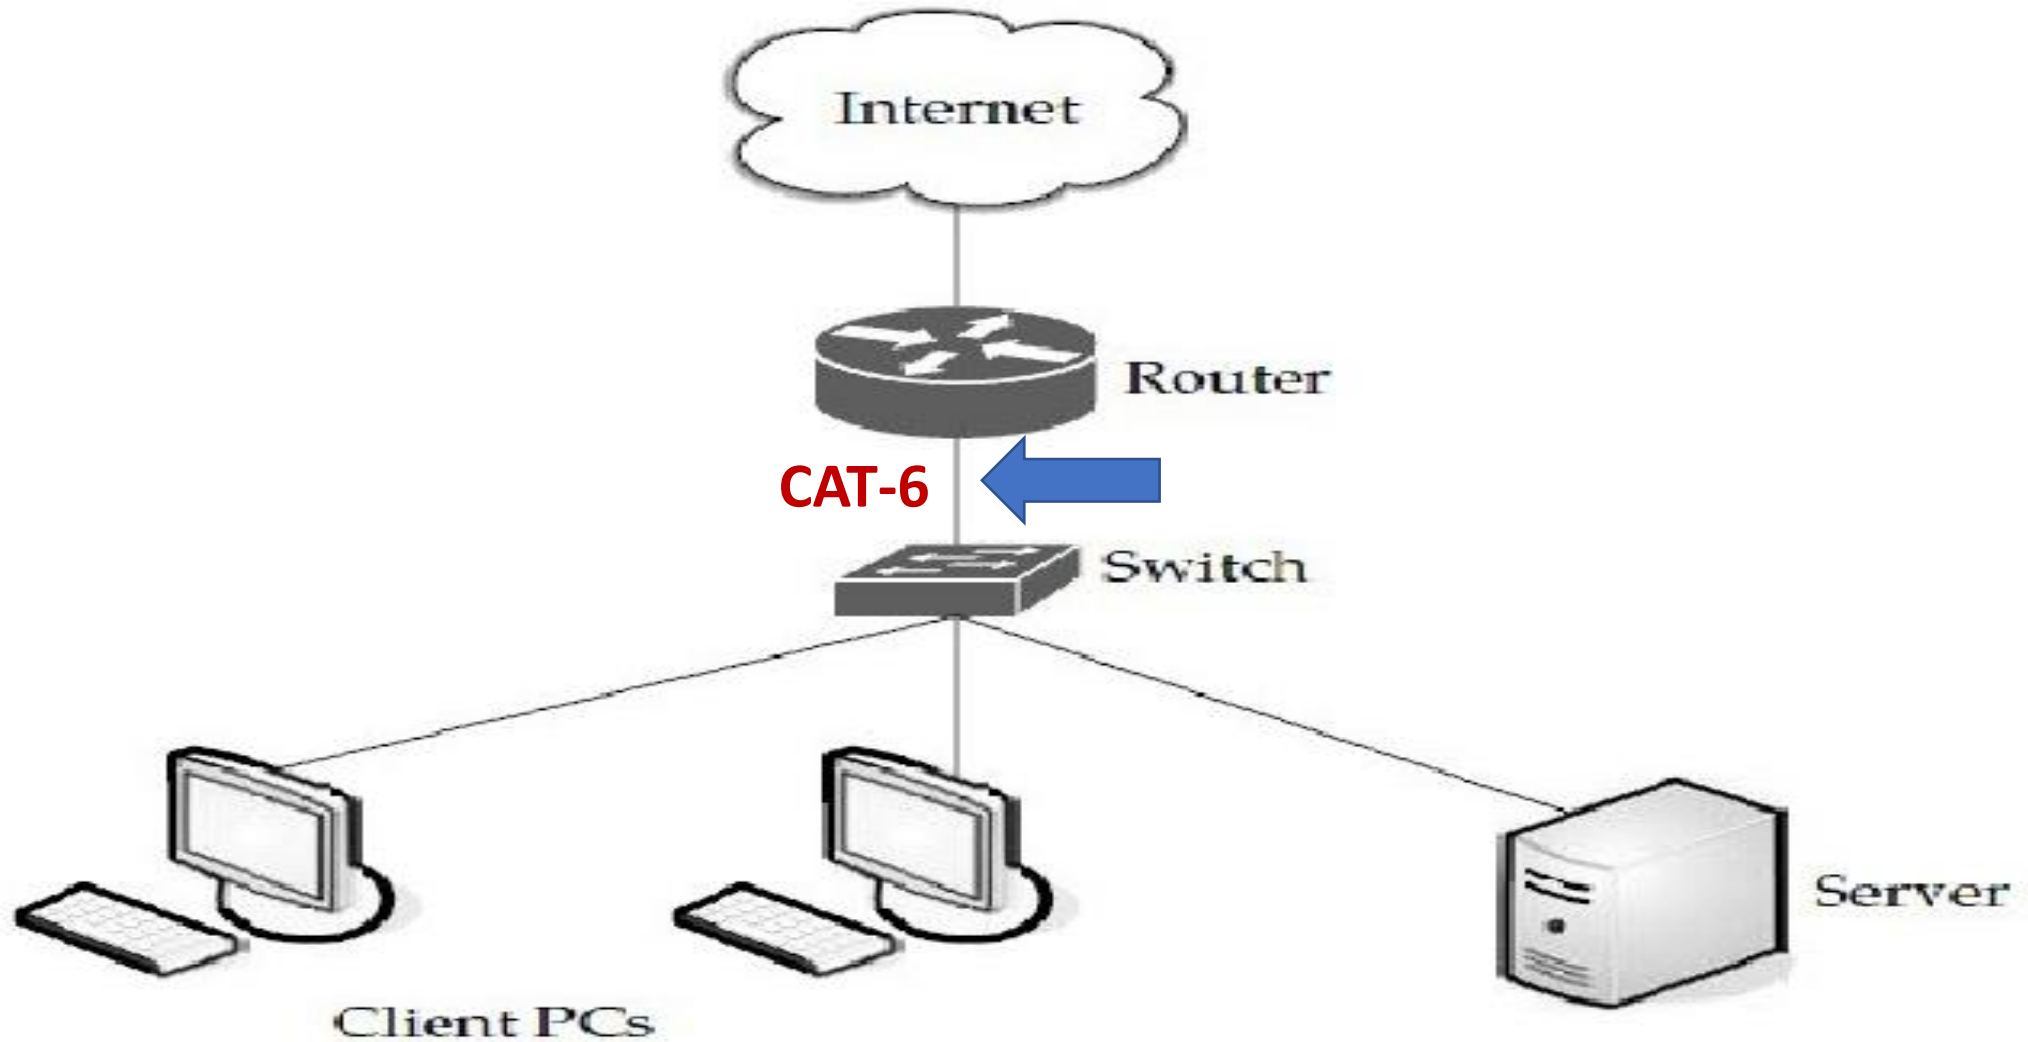 Internet
Router
CAT-6
Switch
Server
Client PCs